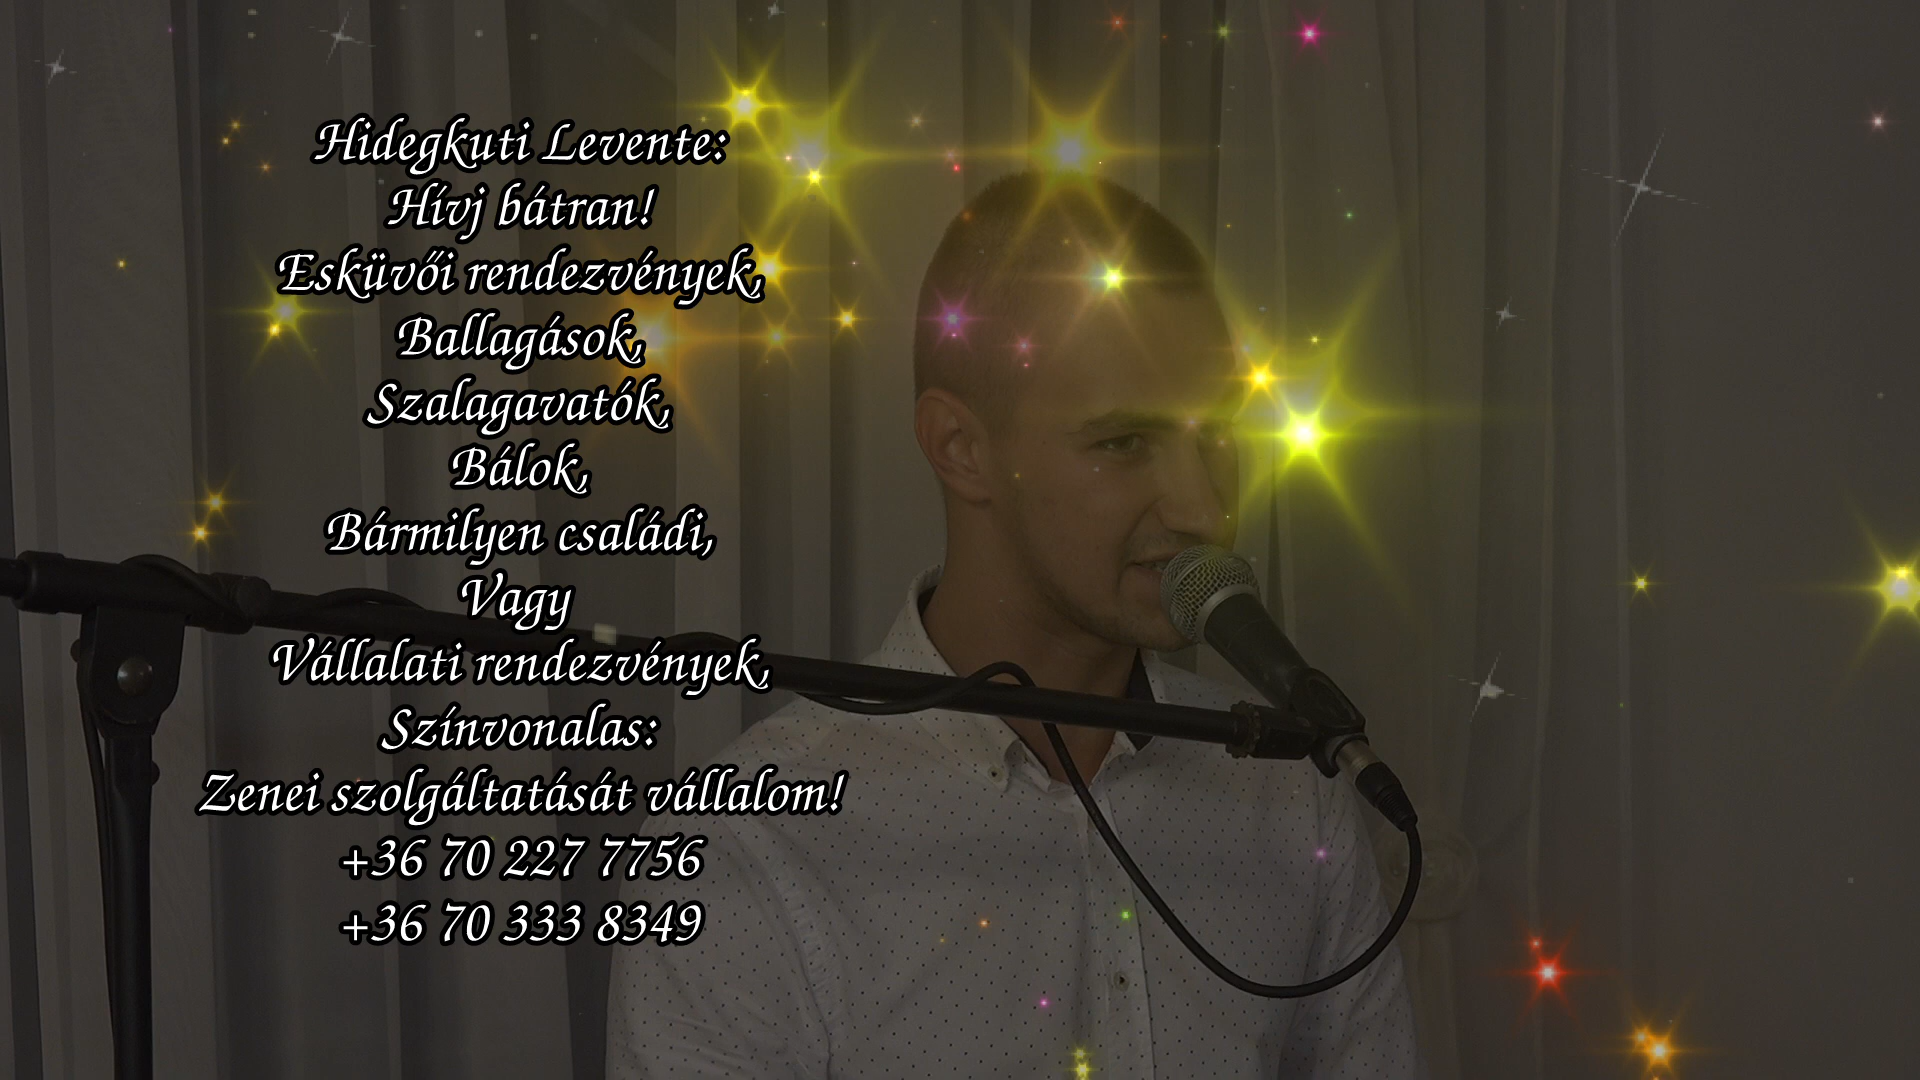 Hidegkuti Levente:
Hívj bátran!
Esküvői rendezvények,
Ballagások,
Szalagavatók,
Bálok,
Bármilyen családi,
Vagy
Vállalati rendezvények,
Színvonalas:
Zenei szolgáltatását vállalom!
+36 70 227 7756
+36 70 333 8349